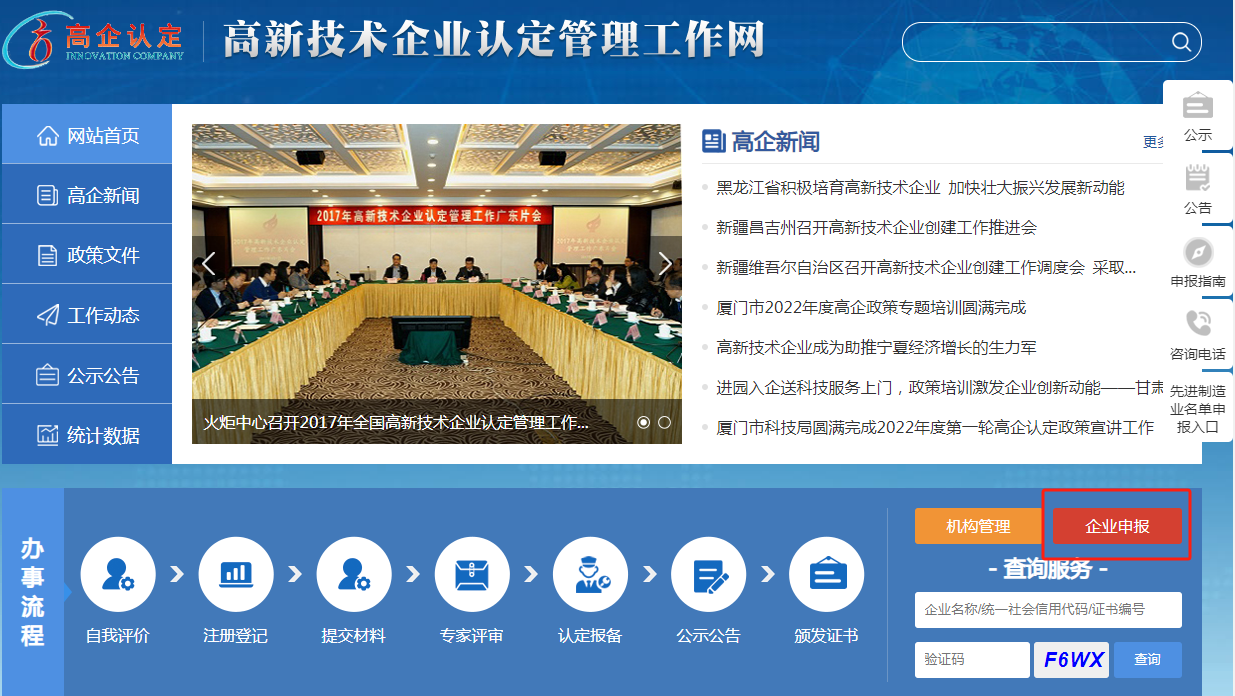 高企认定
INNOVATION COMPANY
高新技术企业认定管理工作网
网站首页
高企新闻
政策文件
工作动态
公示公告
统计数据
2017年高新技术企业认定管理工作广东片会
火炬中心召开2017年全国高新技术企业认定管理工作...
高企新闻
更多
黑龙江省积极培育高新技术企业 加快壮大振兴发展新动能
新疆昌吉州召开高新技术企业创建工作推进会
新疆维吾尔自治区召开高新技术企业创建工作调度会 采取...
厦门市2022年度高企政策专题培训圆满完成
高新技术企业成为助推宁夏经济增长的生力军
进园入企送科技服务上门，政策培训激发企业创新动能——甘肃
厦门市科技局圆满完成2022年度第一轮高企认定政策宣讲工作
公示
公告
申报指南
咨询电话
先进制造
业名单申
报入口
办
事
流
程
自我评价
注册登记
提交材料
专家评审
认定报备
公示公告
颁发证书
机构管理
企业申报
- 查询服务 -
企业名称/统一社会信用代码/证书编号
验证码
F6WX
查询